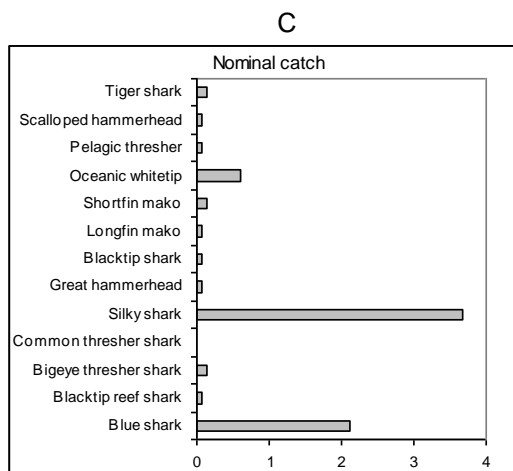 C
Nominal catch
Tiger shark
Scalloped hammerhead
Pelagic thresher
Oceanic whitetip
Shortfin mako
Longfin mako
Blacktip shark
Great hammerhead
Silky shark
Common thresher shark
Bigeye thresher shark
Blacktip reef shark
Blue shark
0 1 2 3 4